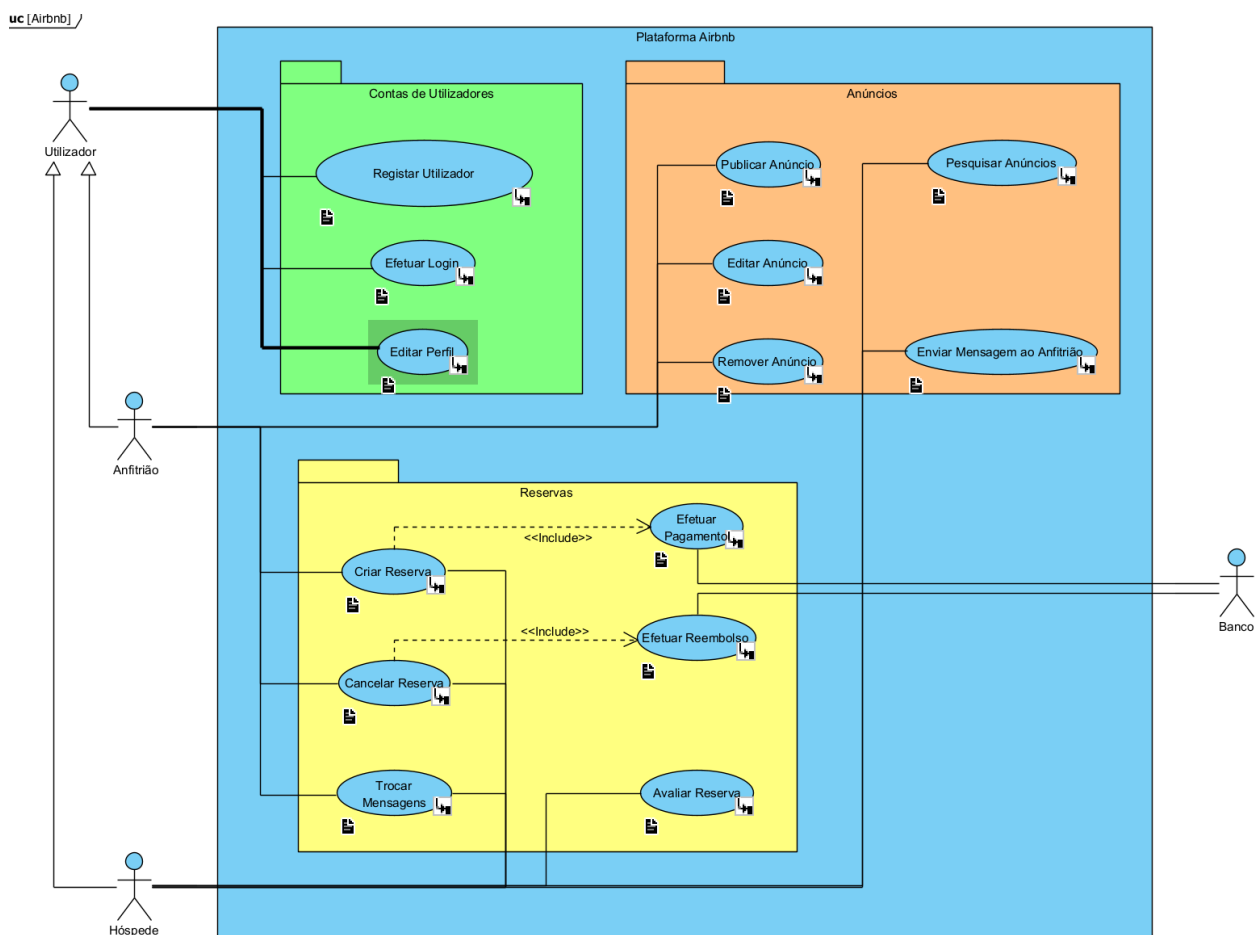 uc [Airbnb]
Plataforma Airbnb
Contas de Utilizadores
Anúncios
Utilizador
Registar Utilizador
Publicar Anúncio
Pesquisar Anúncios
Efetuar Login
Editar Anúncio
Editar Perfil
Remover Anúncio
Enviar Mensagem ao Anfitrião
Anfitrião
Reservas
Efetuar
Pagamento
<<Include>>
Criar Reserva
Banco
<<Include>>
Efetuar Reembolso
Cancelar Reserva
Trocar
Mensagens
Avaliar Reserva
Hóspede